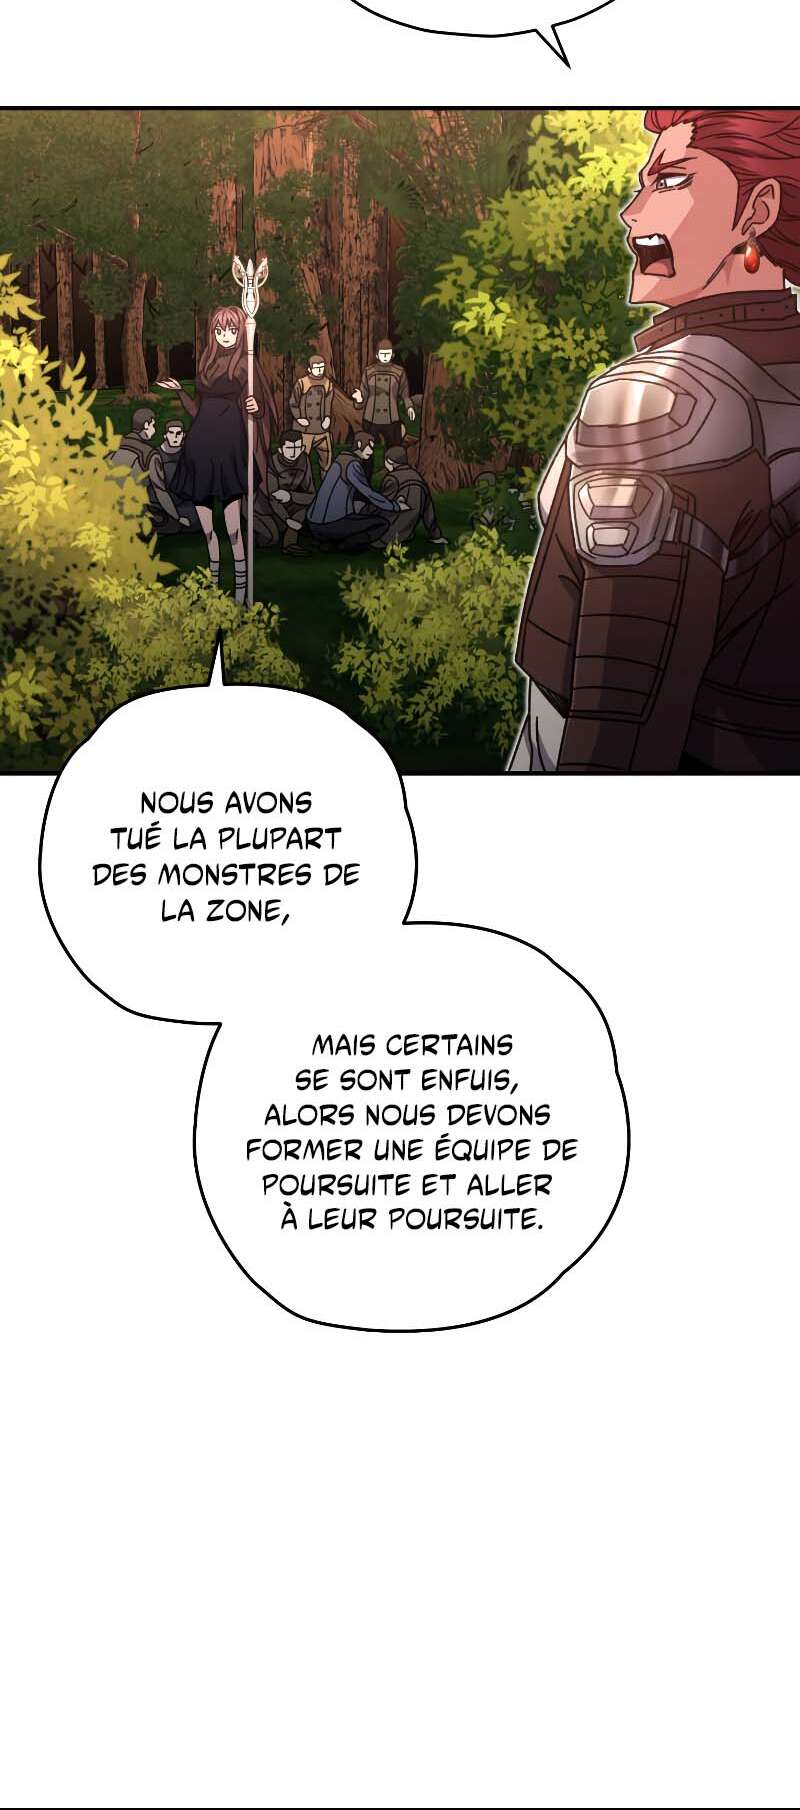 NOUS AVONS
TUÉ LA PLUPART
DES MONSTRES DE
LA ZONE,
MAIS CERTAINS
SE SONT ENFUIS,
ALORS NOUS DEVONS
FORMER UNE ÉQUIPE DE
POURSUITE ET ALLER
À LEUR POURSUITE.